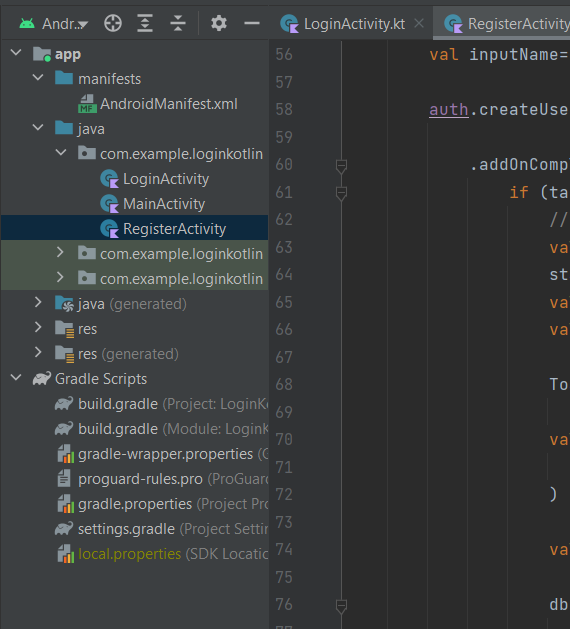 Andr...
LoginActivity.kt
RegisterActivity
app
manifests
AndroidManifest.xml
java
com.example.loginkotlin
LoginActivity
MainActivity
RegisterActivity
com.example.loginkotlin
com.example.loginkotlin
java (generated)
res
res (generated)
Gradle Scripts
build.gradle (Project: LoginKo
build.gradle (Module: LoginK
gradle-wrapper.properties (G
proguard-rules.pro (ProGuar
gradle.properties (Project Pro
settings.gradle (Project Settin
local.properties (SDK Locatio
56 val inputName=
57
58 auth.createUse
59
60 .addOnCompl
61 if (ta
62 //
63 va
64 st
65 va
66 va
67
68 To
69
70 va
71
72 )
73
74 va
75
76 db
77